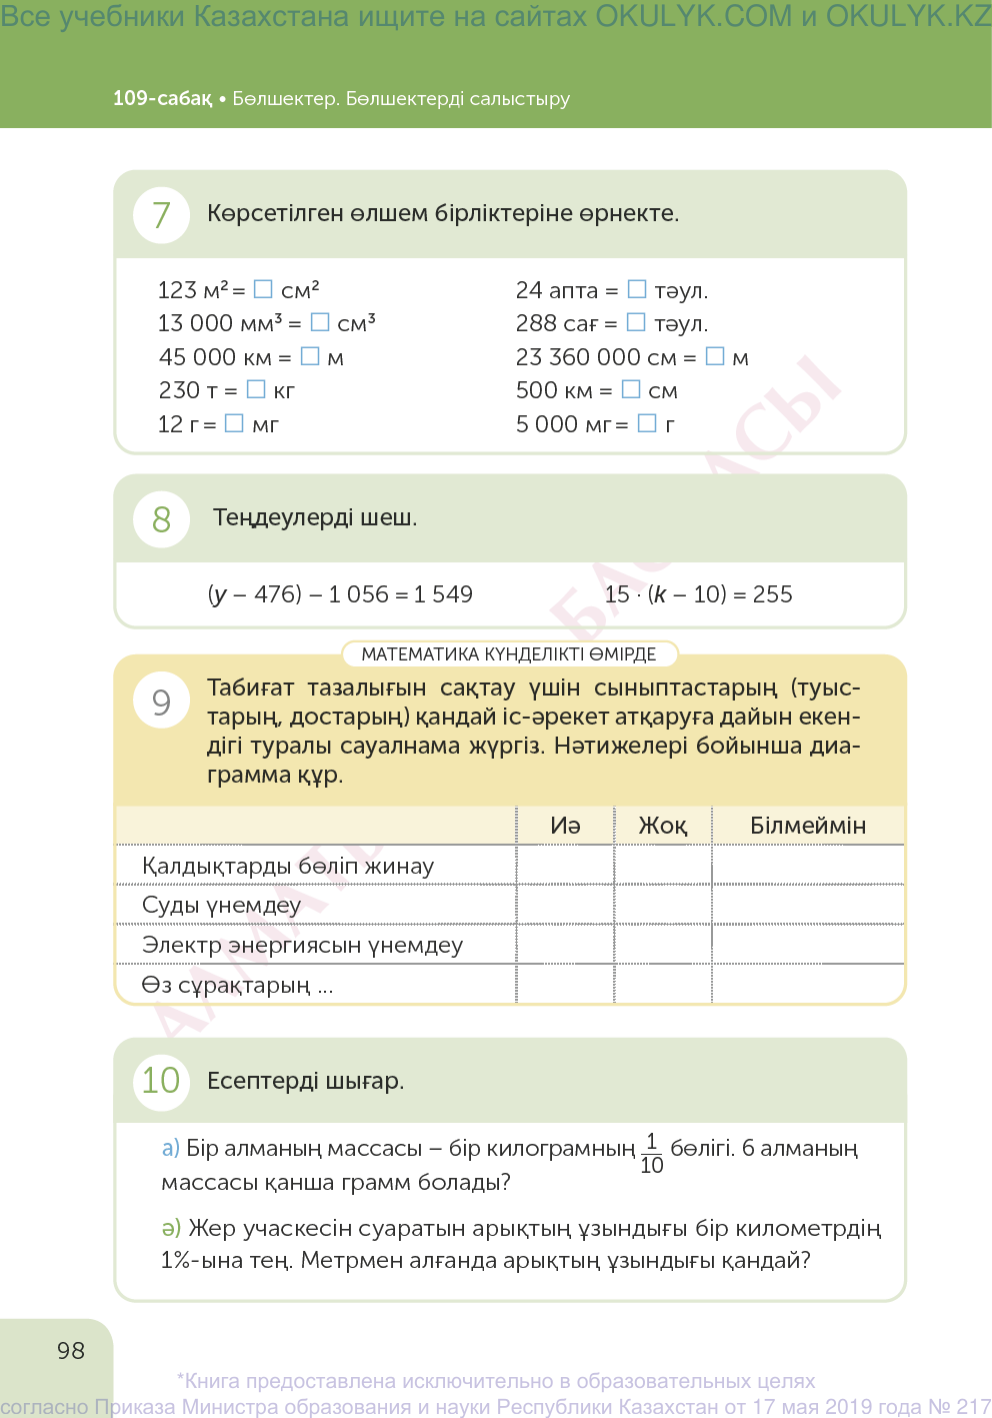 Все учебники Казахстана ищите на сайтах OKULYK.COM и OKULYK.KZ
109-сабақ • Бөлшектер. Бөлшектерді салыстыру
7 Көрсетілген өлшем бірліктеріне өрнекте.
123 м² = □ см²
13 000 мм³ = □ см³
45 000 км = □ м
230 т = □ кг
12 г = □ мг
24 апта = □ тәул.
288 сағ = □ тәул.
23 360 000 см = □ м
500 км = □ см
5 000 мг = □ г
8 Теңдеулерді шеш.
(y – 476) – 1 056 = 1 549
15 · (k – 10) = 255
МАТЕМАТИКА КҮНДЕЛІКТІ ӨМІРДЕ
9 Табиғат тазалығын сақтау үшін сыныптастарың (туыс-
тарың, достарың) қандай іс-әрекет атқаруға дайын екен-
дігі туралы сауалнама жүргіз. Нәтижелері бойынша диа-
грамма құр.
Иә Жоқ Білмеймін
Қалдықтарды бөліп жинау
Суды үнемдеу
Электр энергиясын үнемдеу
Өз сұрақтарың ...
10 Есептерді шығар.
а) Бір алманың массасы – бір килограмның 1/10 бөлігі. 6 алманың
массасы қанша грамм болады?
ә) Жер учаскесін суаратын арықтың ұзындығы бір километрдің
1%-ына тең. Метрмен алғанда арықтың ұзындығы қандай?
98
*Книга предоставлена исключительно в образовательных целях
согласно Приказа Министра образования и науки Республики Казахстан от 17 мая 2019 года № 217